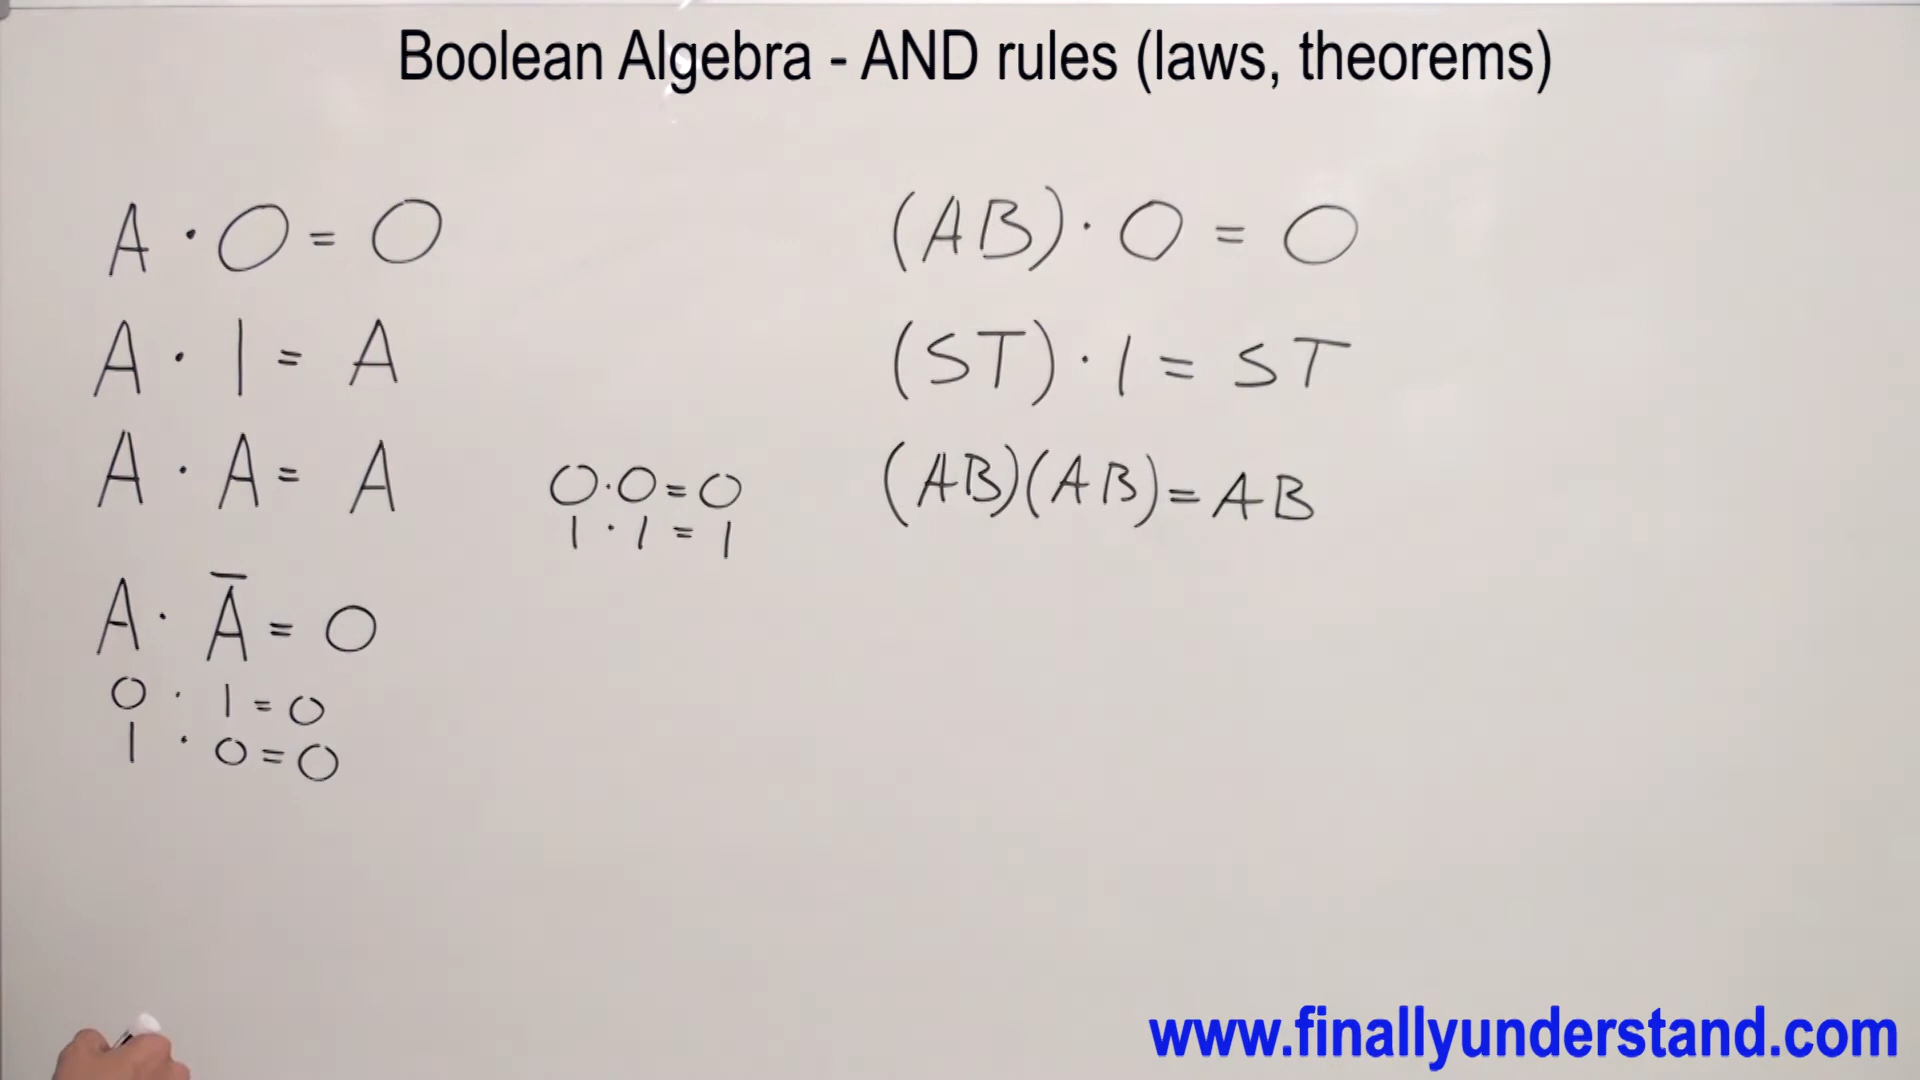 Boolean Algebra - AND rules (laws, theorems)
A · 0 = 0
A · 1 = A
A · A = A
0·0=0
1·1=1
A · A̅ = 0
0 · 1=0
1 · 0=0
(AB)·0 = 0
(ST)·1 = ST
(AB)(AB)=AB
www.finallyunderstand.com